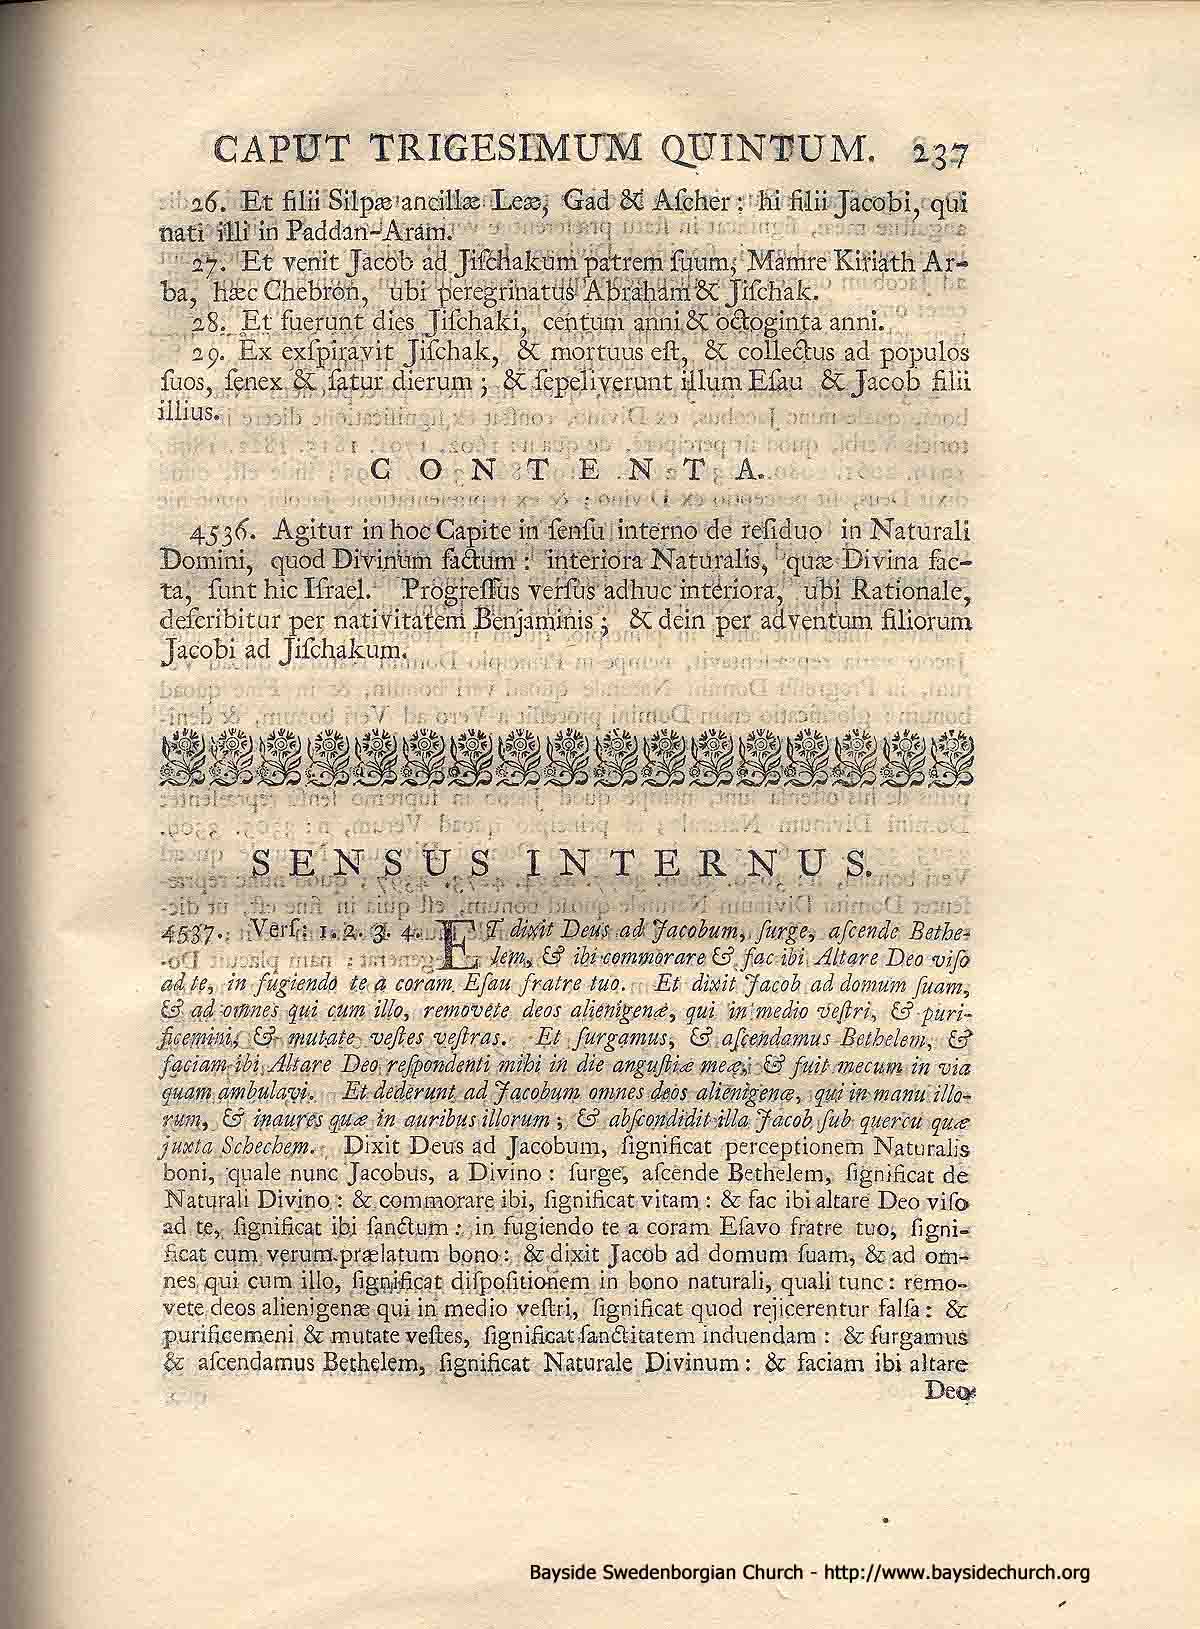 CAPUT TRIGESIMUM QUINTUM. 237
26. Et filii Silpæ ancillæ Leæ, Gad & Aſcher: hi filii Jacobi, qui
nati illi in Paddan-Aram.
27. Et venit Jacob ad Jiſchakum patrem ſuum, Mamre Kiriath Ar-
ba, hæc Chebron, ubi peregrinatus Abraham & Jiſchak.
28. Et fuerunt dies Jiſchaki, centum anni & octoginta anni.
29. Ex exſpiravit Jiſchak, & mortuus eſt, & collectus ad populos
ſuos, ſenex & ſatur dierum; & ſepeliverunt illum Eſau & Jacob filii
illius.
CONTENTA.
4536. Agitur in hoc Capite in ſenſu interno de reſiduo in Naturali
Domini, quod Divinum factum: interiora Naturalis, quæ Divina fac-
ta, ſunt hic Iſrael. Progreſſus verſus adhuc interiora, ubi Rationale,
deſcribitur per nativitatem Benjaminis; & dein per adventum filiorum
Jacobi ad Jiſchakum.
SENSUS INTERNUS.
4537. Verſ: 1. 2. 3. 4. ET dixit Deus ad Jacobum, ſurge, aſcende Bethe-
lem, & ibi commorare & fac ibi Altare Deo viſo
ad te, in fugiendo te a coram Eſau fratre tuo. Et dixit Jacob ad domum ſuam,
& ad omnes qui cum illo, removete deos alienigenæ, qui in medio veſtri, & puri-
ficemini, & mutate veſtes veſtras. Et ſurgamus, & aſcendamus Bethelem, &
faciam ibi Altare Deo reſpondenti mihi in die anguſtiæ meæ, & fuit mecum in via
quam ambulavi. Et dederunt ad Jacobum omnes deos alienigenæ, qui in manu illo-
rum, & inaures quæ in auribus illorum; & abſcondidit illa Jacob ſub quercu quæ
juxta Schechem. Dixit Deus ad Jacobum, ſignificat perceptionem Naturalis
boni, quale nunc Jacobus, a Divino: ſurge, aſcende Bethelem, ſignificat de
Naturali Divino: & commorare ibi, ſignificat vitam: & fac ibi altare Deo viſo
ad te, ſignificat ibi ſanctum: in fugiendo te a coram Eſavo fratre tuo, ſigni-
ficat cum verum prælatum bono: & dixit Jacob ad domum ſuam, & ad om-
nes qui cum illo, ſignificat diſpoſitionem in bono naturali, quali tunc: remo-
vete deos alienigenæ qui in medio veſtri, ſignificat quod rejicerentur falſa: &
purificemeni & mutate veſtes, ſignificat ſanctitatem induendam: & ſurgamus
& aſcendamus Bethelem, ſignificat Naturale Divinum: & faciam ibi altare
Deo
Bayside Swedenborgian Church - http://www.baysidechurch.org